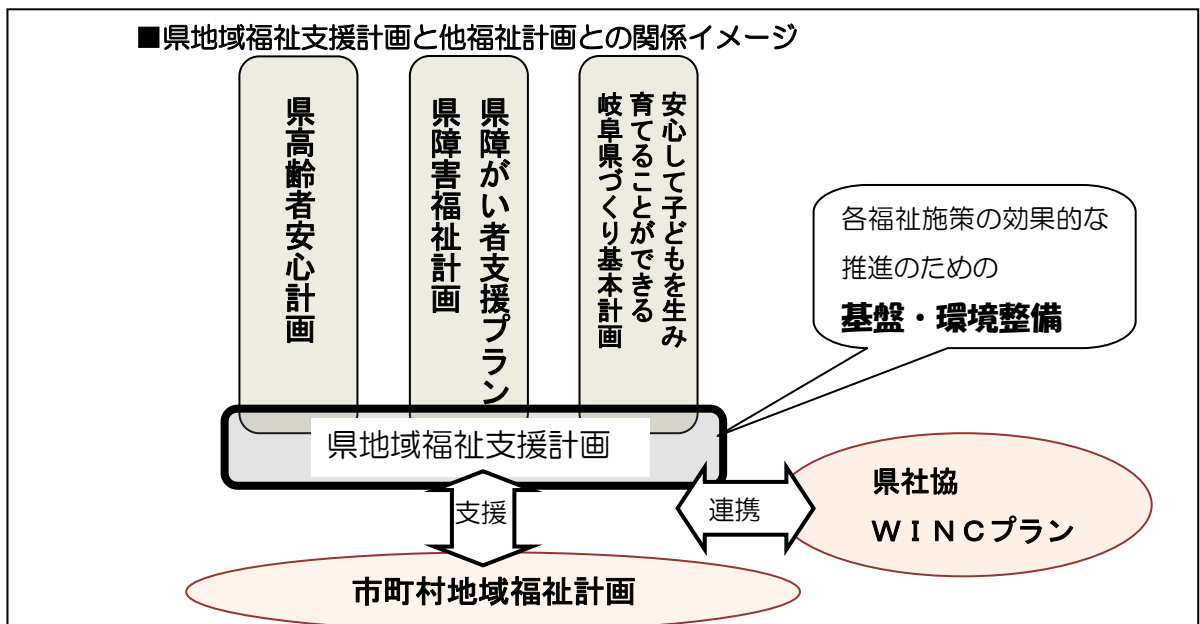 ■県地域福祉支援計画と他福祉計画との関係イメージ
県高齢者安心計画
県障がい者支援プラン
県障害福祉計画
安心して子どもを生み
育てることができる
岐阜県づくり基本計画
各福祉施策の効果的な
推進のための
基盤・環境整備
県地域福祉支援計画
支援
連携
県社協
ＷＩＮＣプラン
市町村地域福祉計画